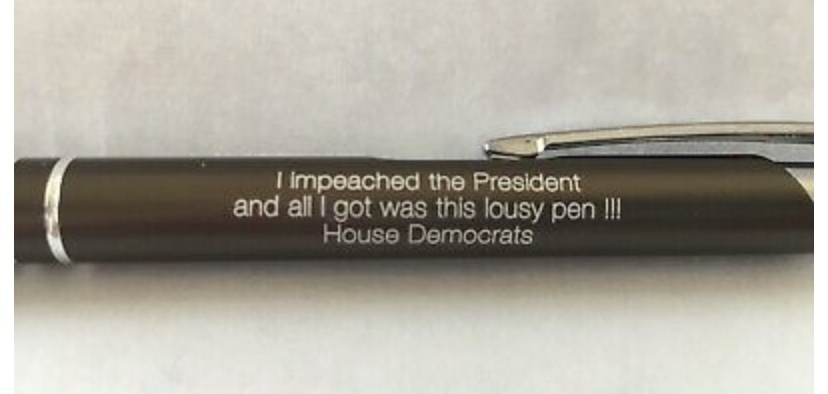 I impeached the President
and all I got was this lousy pen !!!
House Democrats